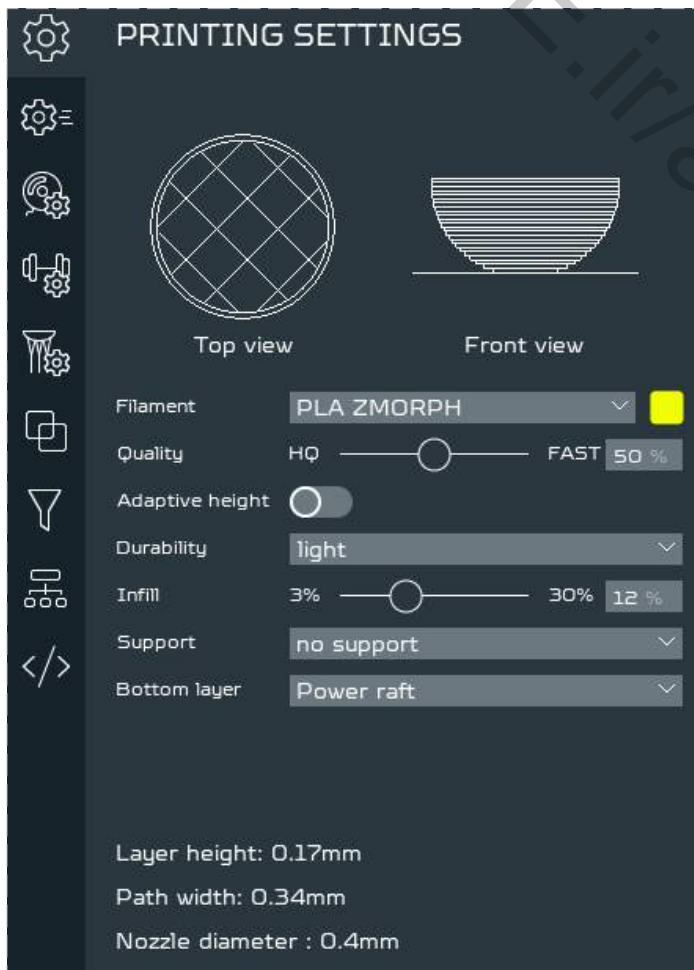 PRINTING SETTINGS
Top view Front view
Filament PLA ZMORPH
Quality HQ FAST 50 %
Adaptive height
Durability light
Infill 3% 30% 12 %
Support no support
Bottom layer Power raft
Layer height: 0.17mm
Path width: 0.34mm
Nozzle diameter : 0.4mm